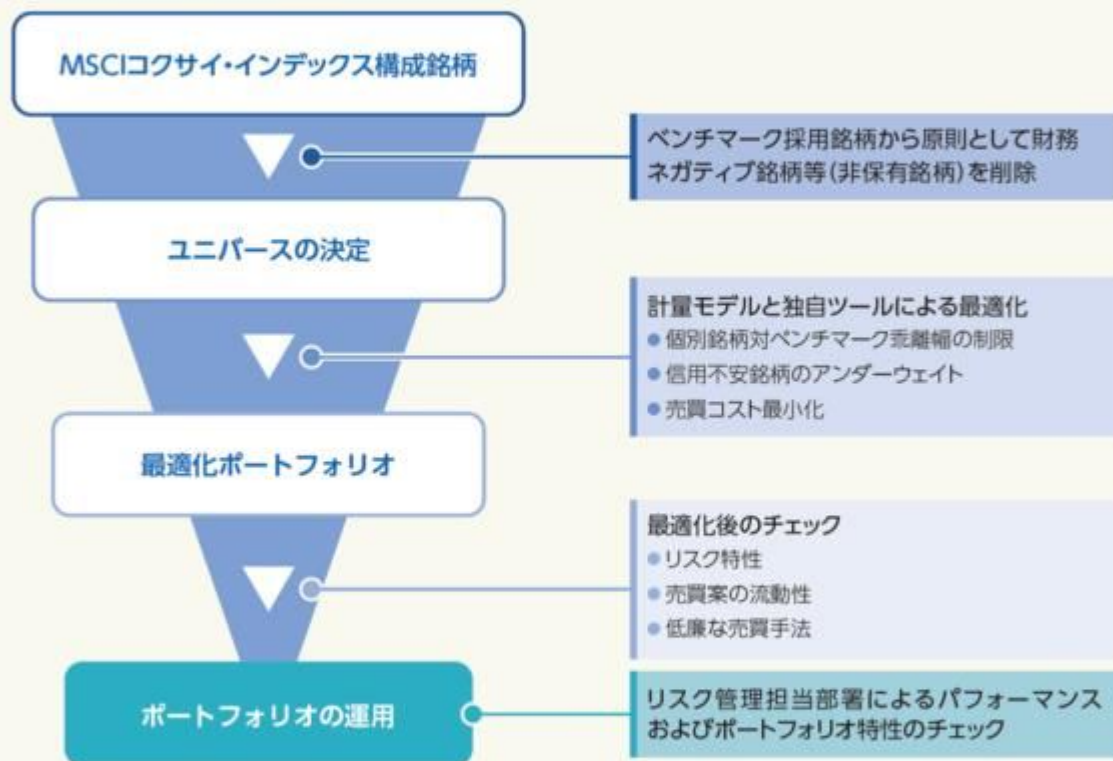 MSCIコクサイ・インデックス構成銘柄
ベンチマーク採用銘柄から原則として財務
ネガティブ銘柄等(非保有銘柄)を削除
ユニバースの決定
計量モデルと独自ツールによる最適化
●個別銘柄対ベンチマーク乖離幅の制限
●信用不安銘柄のアンダーウェイト
●売買コスト最小化
最適化ポートフォリオ
最適化後のチェック
●リスク特性
●売買案の流動性
●低廉な売買手法
ポートフォリオの運用
リスク管理担当部署によるパフォーマンス
およびポートフォリオ特性のチェック